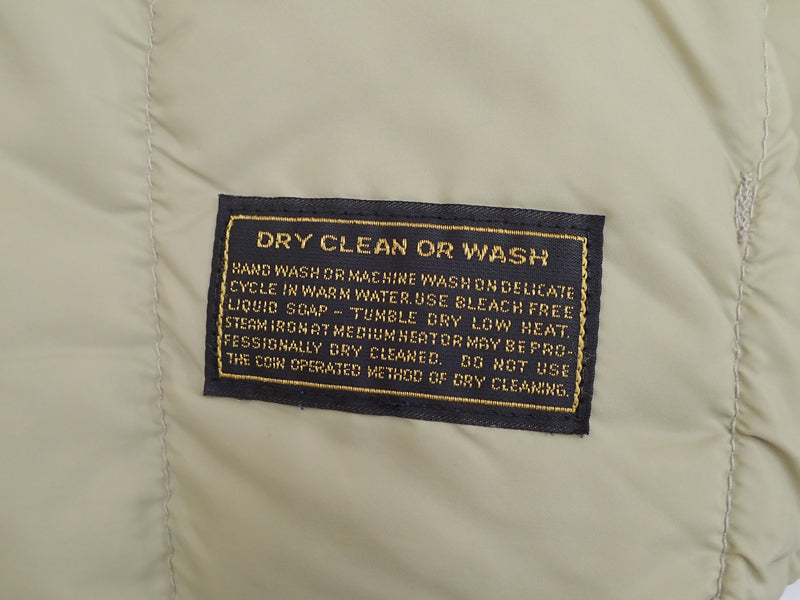 DRY CLEAN OR WASH
HAND WASH OR MACHINE WASH ON DELICATE
CYCLE IN WARM WATER. USE BLEACH FREE
LIQUID SOAP - TUMBLE DRY LOW HEAT.
STEAM IRON AT MEDIUM HEAT OR MAY BE PRO-
FESSIONALLY DRY CLEANED. DO NOT USE
THE COIN OPERATED METHOD OF DRY CLEANING.